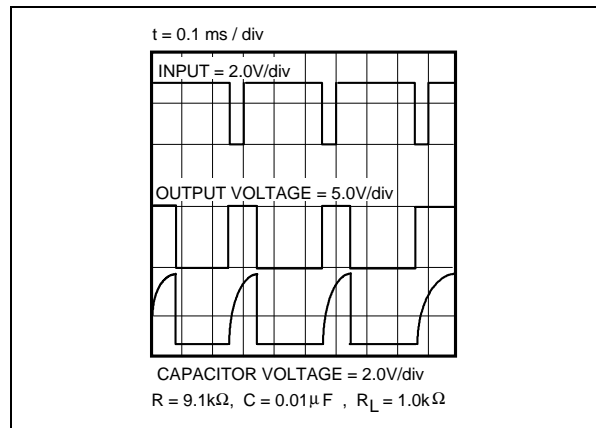 t = 0.1 ms / div
INPUT = 2.0V/div
OUTPUT VOLTAGE = 5.0V/div
CAPACITOR VOLTAGE = 2.0V/div
R = 9.1kΩ, C = 0.01µF , RL = 1.0kΩ